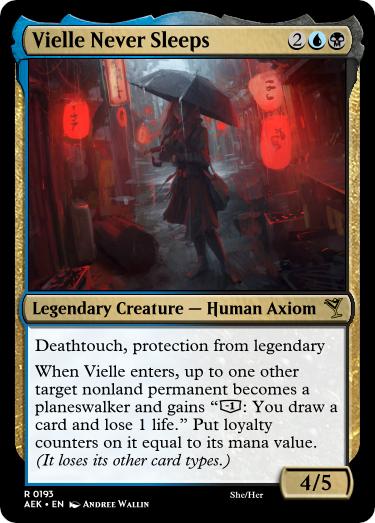 Vielle Never Sleeps 2
Legendary Creature — Human Axiom
Deathtouch, protection from legendary
When Vielle enters, up to one other
target nonland permanent becomes a
planeswalker and gains “-1: You draw a
card and lose 1 life.” Put loyalty
counters on it equal to its mana value.
(It loses its other card types.)
4/5
R 0193
AEK • EN Andree Wallin
She/Her